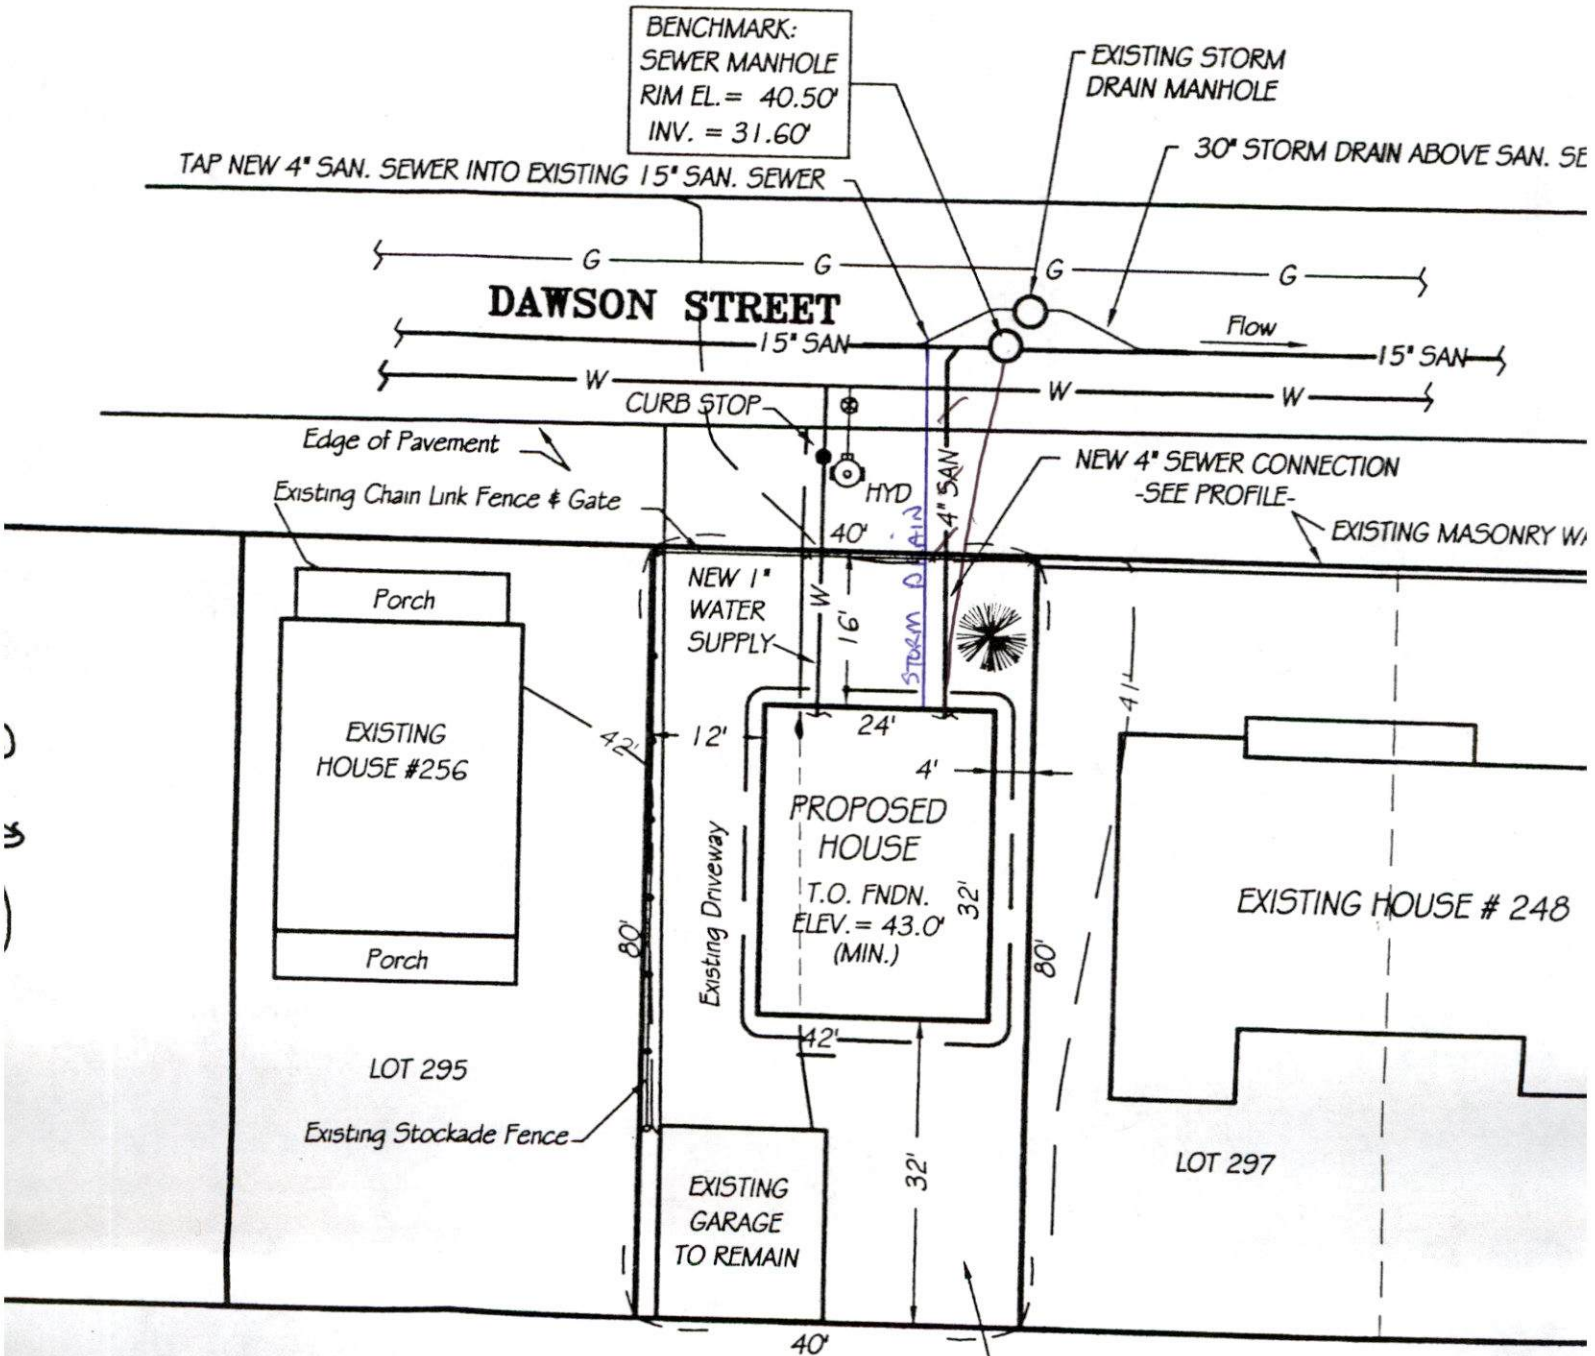 BENCHMARK:
SEWER MANHOLE
RIM EL. = 40.50'
INV. = 31.60'
EXISTING STORM
DRAIN MANHOLE
30" STORM DRAIN ABOVE SAN.
TAP NEW 4" SAN. SEWER INTO EXISTING 15" SAN. SEWER
G G G G
DAWSON STREET
Flow
15" SAN 15" SAN
W W W
CURB STOP
Edge of Pavement
NEW 4" SEWER CONNECTION
-SEE PROFILE-
Existing Chain Link Fence & Gate
HYD
4" SAN
STORM DRAIN
40'
EXISTING MASONRY
NEW 1"
WATER
SUPPLY
W
16'
Porch
EXISTING
HOUSE #256
42'
12'
24'
4'
41'
PROPOSED
HOUSE
T.O. FNDN.
ELEV. = 43.0'
(MIN.)
32'
Existing Driveway
80'
80'
EXISTING HOUSE # 248
Porch
42'
LOT 295
Existing Stockade Fence
32'
LOT 297
EXISTING
GARAGE
TO REMAIN
40'